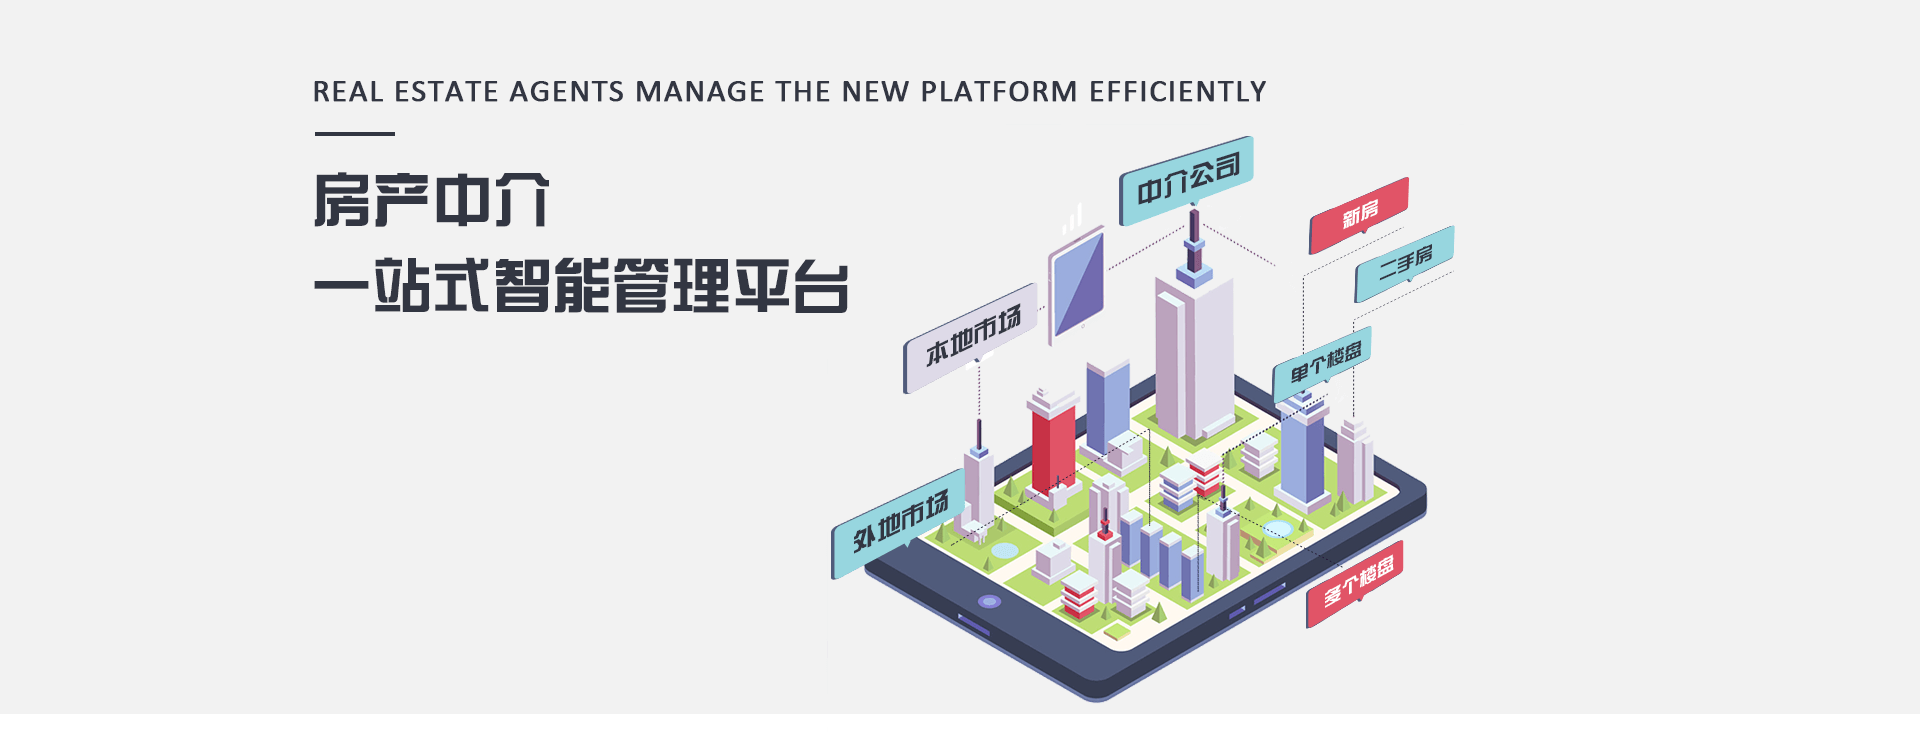 REAL ESTATE AGENTS MANAGE THE NEW PLATFORM EFFICIENTLY
房产中介
一站式智能管理平台
中介公司
新房
二手房
本地市场
单个楼盘
外地市场
多个楼盘